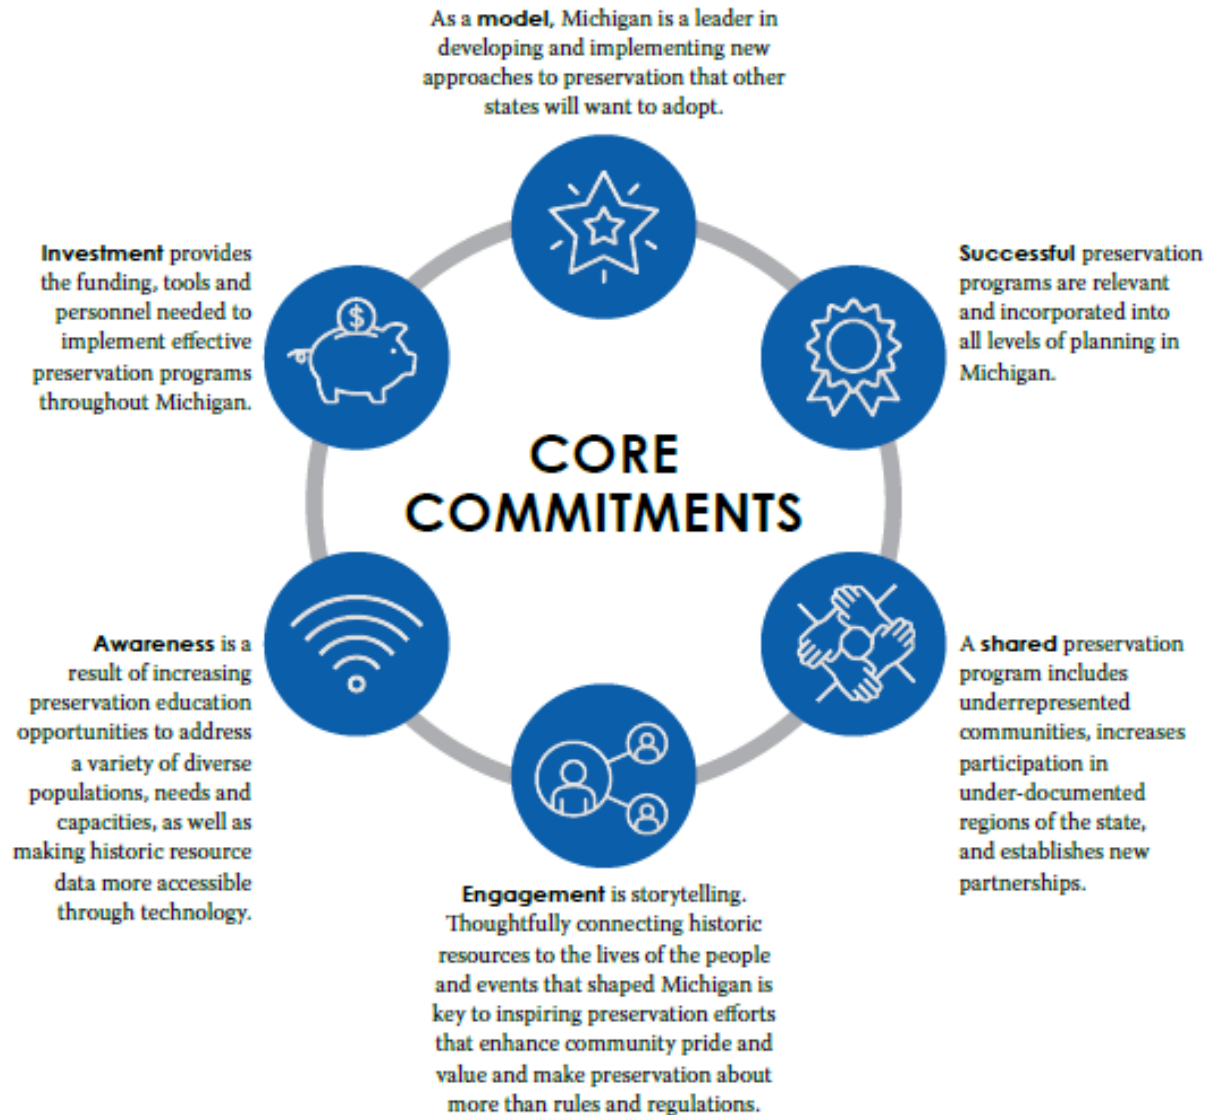 As a model, Michigan is a leader in
developing and implementing new
approaches to preservation that other
states will want to adopt.
Investment provides
the funding, tools and
personnel needed to
implement effective
preservation programs
throughout Michigan.
$
Successful preservation
programs are relevant
and incorporated into
all levels of planning in
Michigan.
CORE
COMMITMENTS
Awareness is a
result of increasing
preservation education
opportunities to address
a variety of diverse
populations, needs and
capacities, as well as
making historic resource
data more accessible
through technology.
A shared preservation
program includes
underrepresented
communities, increases
participation in
under-documented
regions of the state,
and establishes new
partnerships.
Engagement is storytelling.
Thoughtfully connecting historic
resources to the lives of the people
and events that shaped Michigan is
key to inspiring preservation efforts
that enhance community pride and
value and make preservation about
more than rules and regulations.